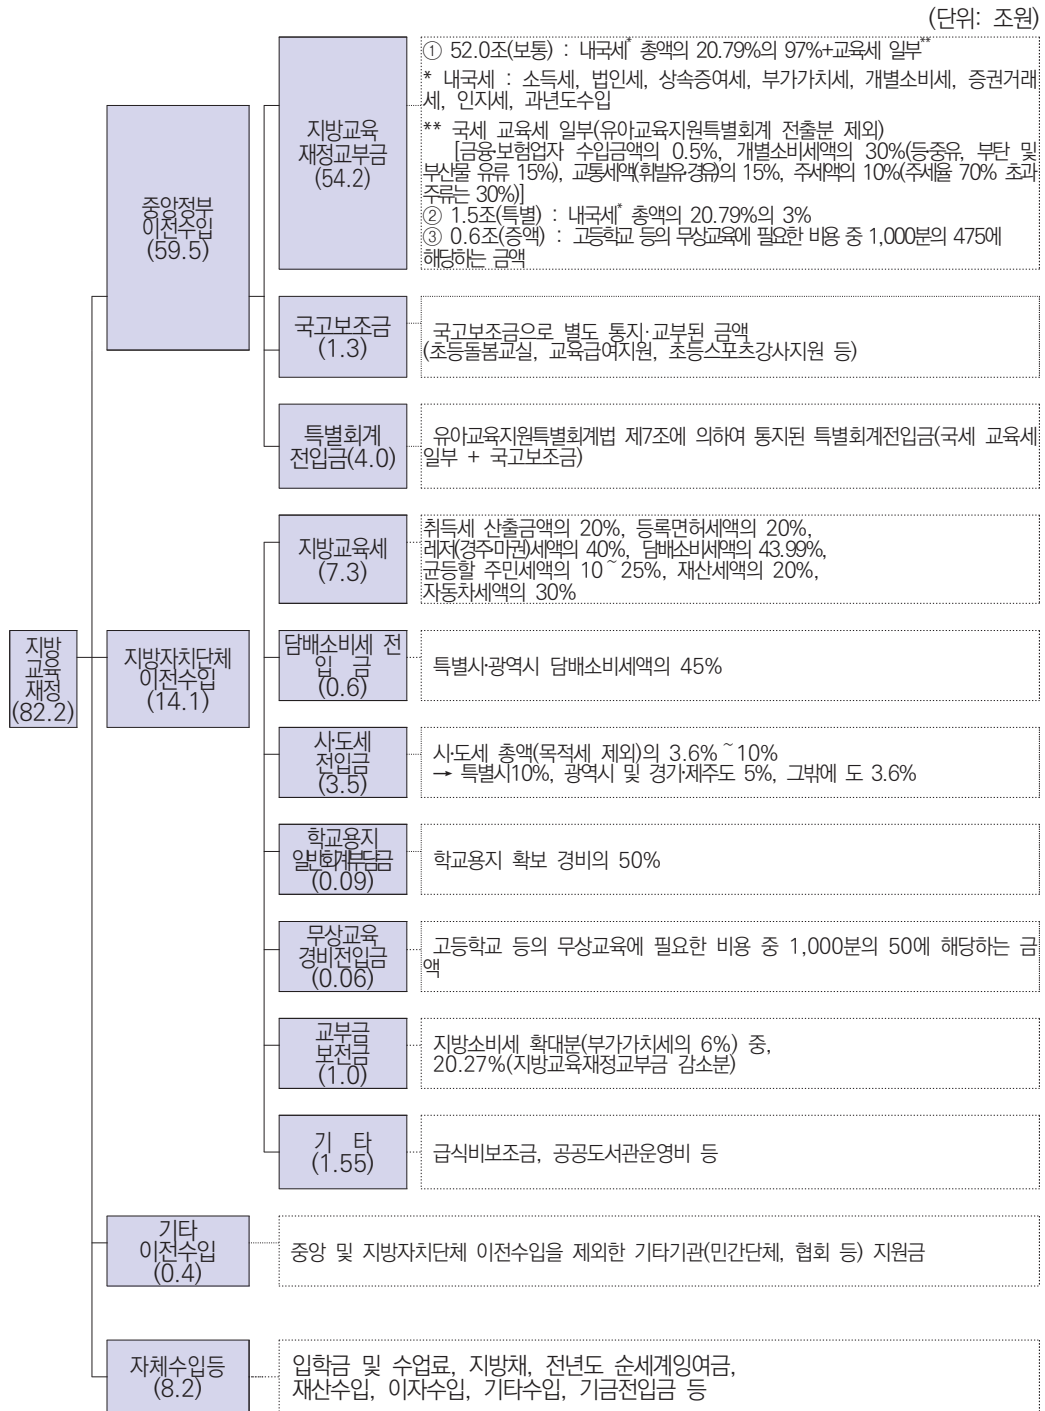 (단위: 조원)
지방
교육
재정
(82.2)
중앙정부
이전수입
(59.5)
지방교육
재정교부금
(54.2)
① 52.0조(보통) : 내국세* 총액의 20.79%의 97%+교육세 일부**
* 내국세 : 소득세, 법인세, 상속증여세, 부가가치세, 개별소비세, 증권거래
세, 인지세, 과년도수입
** 국세 교육세 일부(유아교육지원특별회계 전출분 제외)
[금융·보험업자 수입금액의 0.5%, 개별소비세액의 30%(등·중유, 부탄 및
부산물 유류 15%), 교통세액(휘발유·경유)의 15%, 주세액의 10%(주세율 70% 초과
주류는 30%)]
② 1.5조(특별) : 내국세* 총액의 20.79%의 3%
③ 0.6조(증액) : 고등학교 등의 무상교육에 필요한 비용 중 1,000분의 475에
해당하는 금액
국고보조금
(1.3)
국고보조금으로 별도 통지·교부된 금액
(초등돌봄교실, 교육급여지원, 초등스포츠강사지원 등)
특별회계
전입금(4.0)
유아교육지원특별회계법 제7조에 의하여 통지된 특별회계전입금(국세 교육세
일부 + 국고보조금)
지방자치단체
이전수입
(14.1)
지방교육세
(7.3)
취득세 산출금액의 20%, 등록면허세액의 20%,
레저(경주·마권)세액의 40%, 담배소비세액의 43.99%,
균등할 주민세액의 10~25%, 재산세액의 20%,
자동차세액의 30%
담배소비세 전
입 금
(0.6)
특별시·광역시 담배소비세액의 45%
시·도세
전입금
(3.5)
시·도세 총액(목적세 제외)의 3.6%~10%
→ 특별시10%, 광역시 및 경기·제주도 5%, 그밖에 도 3.6%
학교용지
일반회계부담금
(0.09)
학교용지 확보 경비의 50%
무상교육
경비전입금
(0.06)
고등학교 등의 무상교육에 필요한 비용 중 1,000분의 50에 해당하는 금
액
교부금
보전금
(1.0)
지방소비세 확대분(부가가치세의 6%) 중,
20.27%(지방교육재정교부금 감소분)
기 타
(1.55)
급식비보조금, 공공도서관운영비 등
기타
이전수입
(0.4)
중앙 및 지방자치단체 이전수입을 제외한 기타기관(민간단체, 협회 등) 지원금
자체수입등
(8.2)
입학금 및 수업료, 지방채, 전년도 순세계잉여금,
재산수입, 이자수입, 기타수입, 기금전입금 등